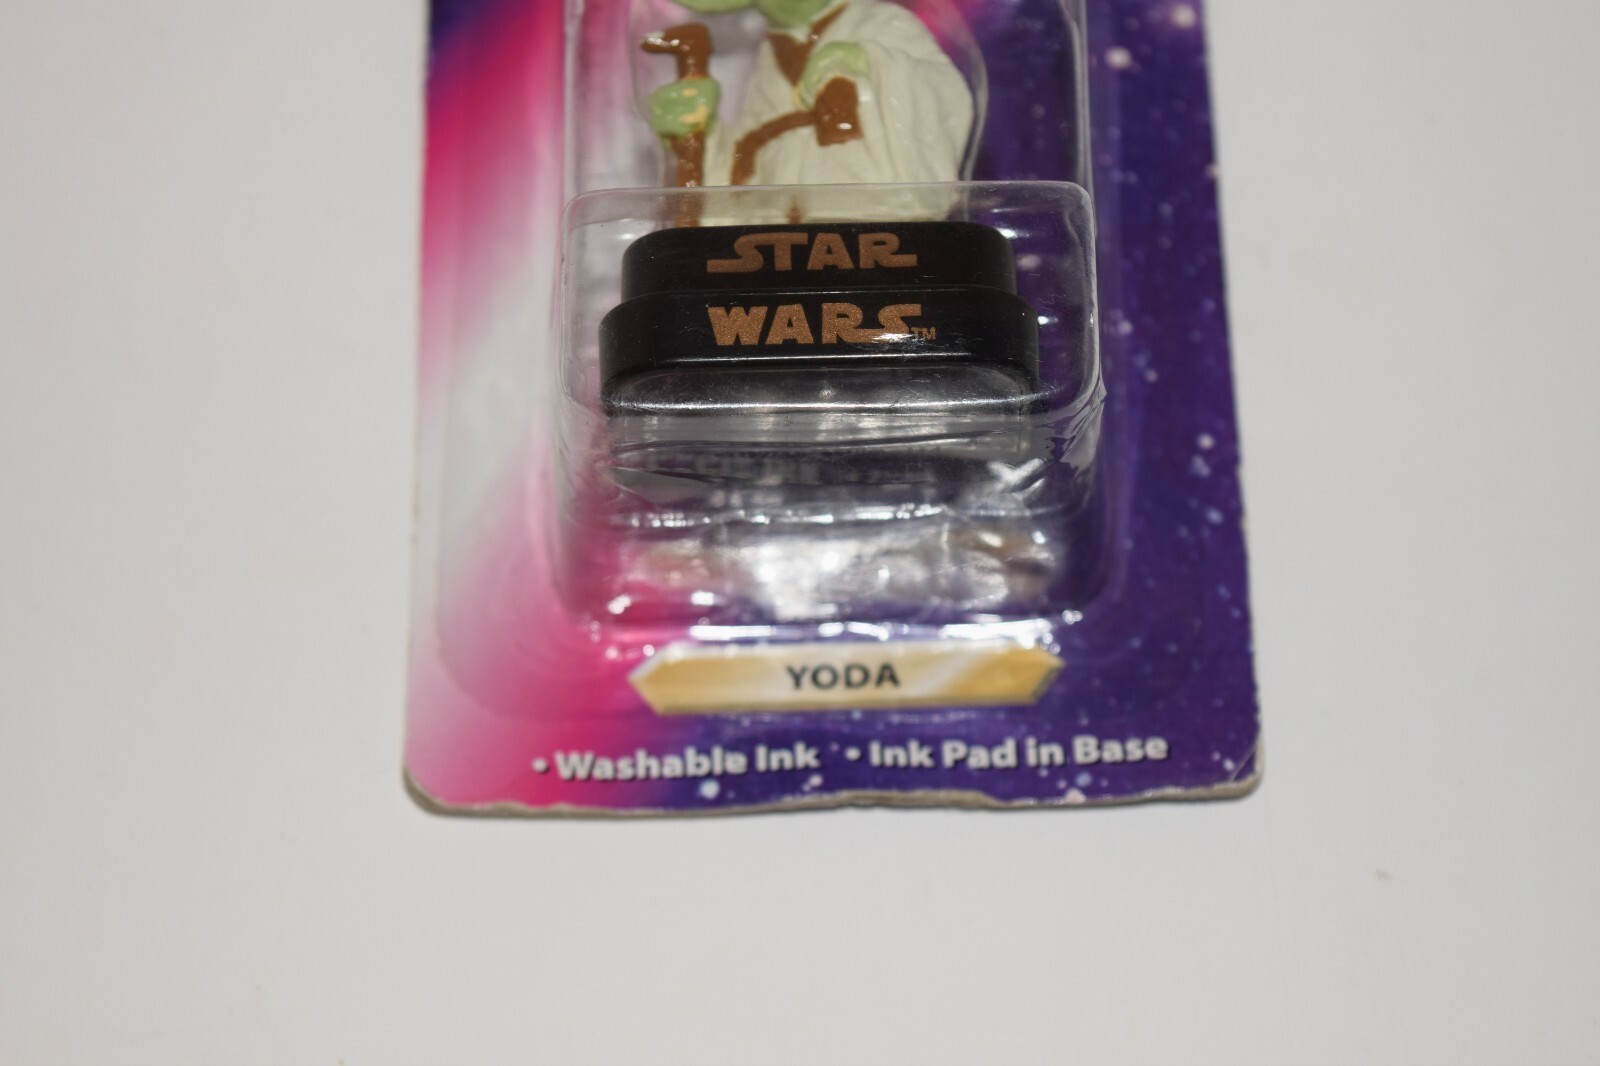 STAR
WARS™
YODA
• Washable Ink • Ink Pad in Base